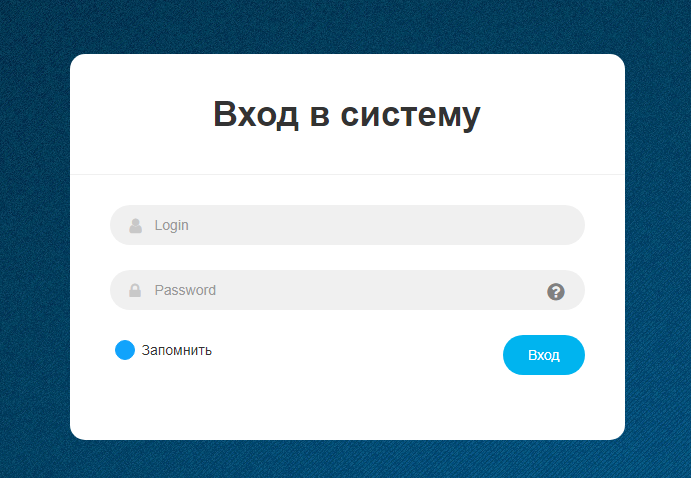 Вход в систему
Login
Password
Запомнить
Вход